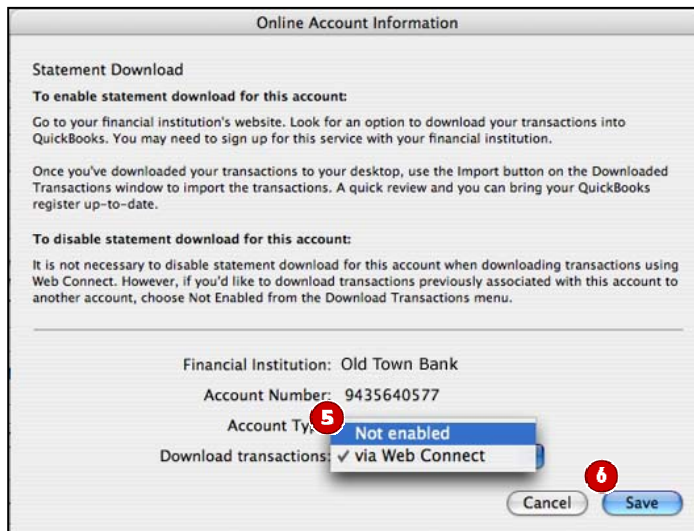 Online Account Information
Statement Download
To enable statement download for this account:
Go to your financial institution's website. Look for an option to download your transactions into
QuickBooks. You may need to sign up for this service with your financial institution.
Once you've downloaded your transactions to your desktop, use the Import button on the Downloaded
Transactions window to import the transactions. A quick review and you can bring your QuickBooks
register up-to-date.
To disable statement download for this account:
It is not necessary to disable statement download for this account when downloading transactions using
Web Connect. However, if you'd like to download transactions previously associated with this account to
another account, choose Not Enabled from the Download Transactions menu.
Financial Institution: Old Town Bank
Account Number: 9435640577
Account Ty
5
Not enabled
Download transactions: ✓ via Web Connect
6
Cancel Save